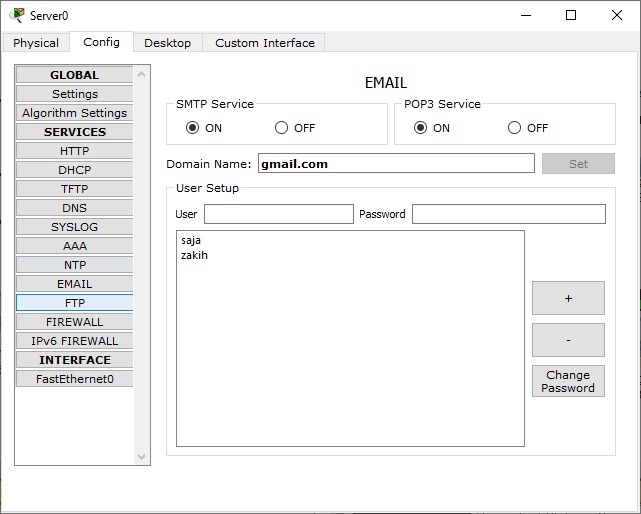 Server0
Physical Config Desktop Custom Interface
GLOBAL
Settings
Algorithm Settings
SERVICES
HTTP
DHCP
TFTP
DNS
SYSLOG
AAA
NTP
EMAIL
FTP
FIREWALL
IPv6 FIREWALL
INTERFACE
FastEthernet0
EMAIL
SMTP Service
ON OFF
POP3 Service
ON OFF
Domain Name: gmail.com Set
User Setup
User Password
saja
zakih
+
-
Change
Password